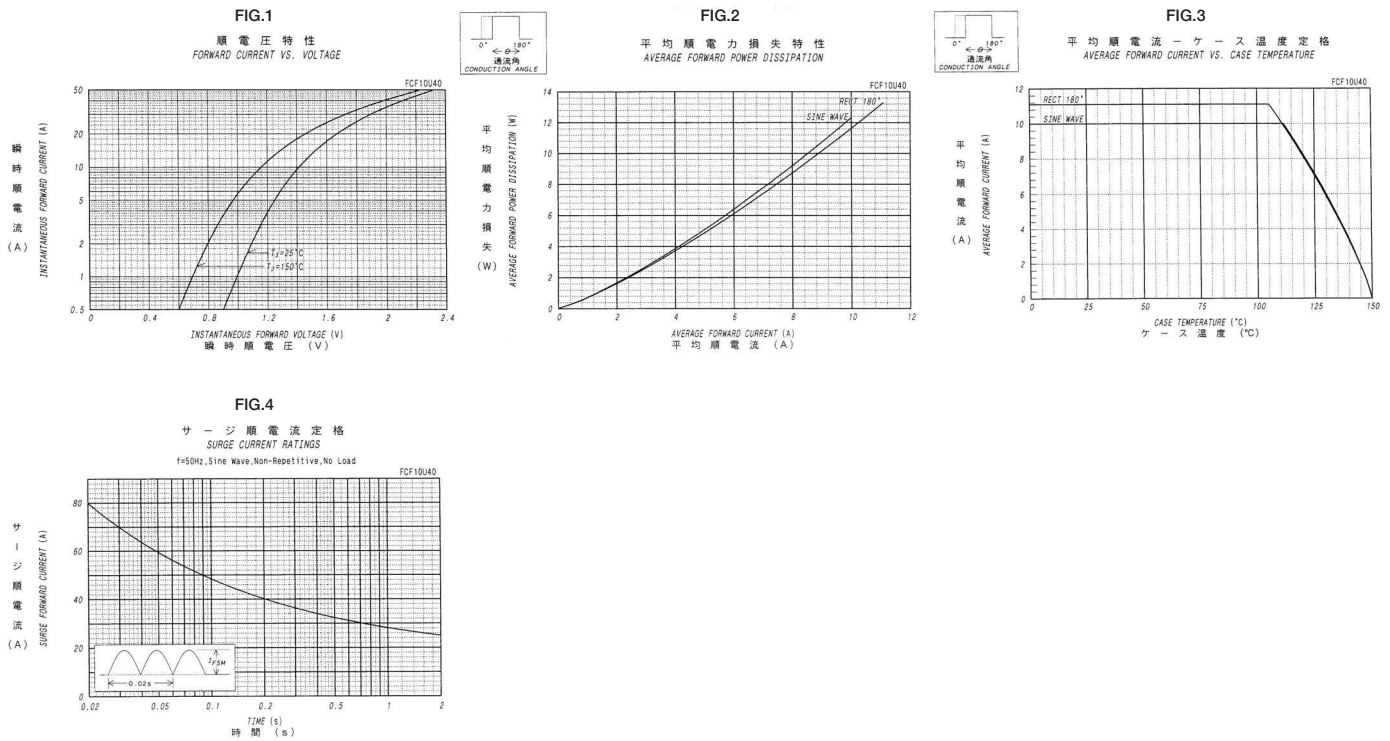 FIG.1
順電圧特性
FORWARD CURRENT VS. VOLTAGE
FCF10U40
瞬時順電流 (A)
INSTANTANEOUS FORWARD CURRENT (A)
50
20
10
5
2
1
0.5
Tj=25°C
Tj=150°C
0 0.4 0.8 1.2 1.6 2.0 2.4
INSTANTANEOUS FORWARD VOLTAGE (V)
瞬時順電圧 (V)
0° 180°
θ
通流角
CONDUCTION ANGLE
FIG.2
平均順電力損失特性
AVERAGE FORWARD POWER DISSIPATION
FCF10U40
RECT 180°
SINE WAVE
平均順電力損失 (W)
AVERAGE FORWARD POWER DISSIPATION (W)
14
12
10
8
6
4
2
0
0 2 4 6 8 10 12
AVERAGE FORWARD CURRENT (A)
平均順電流 (A)
0° 180°
θ
通流角
CONDUCTION ANGLE
FIG.3
平均順電流－ケース温度定格
AVERAGE FORWARD CURRENT VS. CASE TEMPERATURE
FCF10U40
RECT 180°
SINE WAVE
平均順電流 (A)
AVERAGE FORWARD CURRENT (A)
12
10
8
6
4
2
0
0 25 50 75 100 125 150
CASE TEMPERATURE (°C)
ケース温度 (°C)
FIG.4
サージ順電流定格
SURGE CURRENT RATINGS
f=50Hz,Sine Wave,Non-Repetitive,No Load
FCF10U40
サージ順電流 (A)
SURGE FORWARD CURRENT (A)
80
60
40
20
0
IFSM
0.02s
0.02 0.05 0.1 0.2 0.5 1 2
TIME (s)
時間 (s)